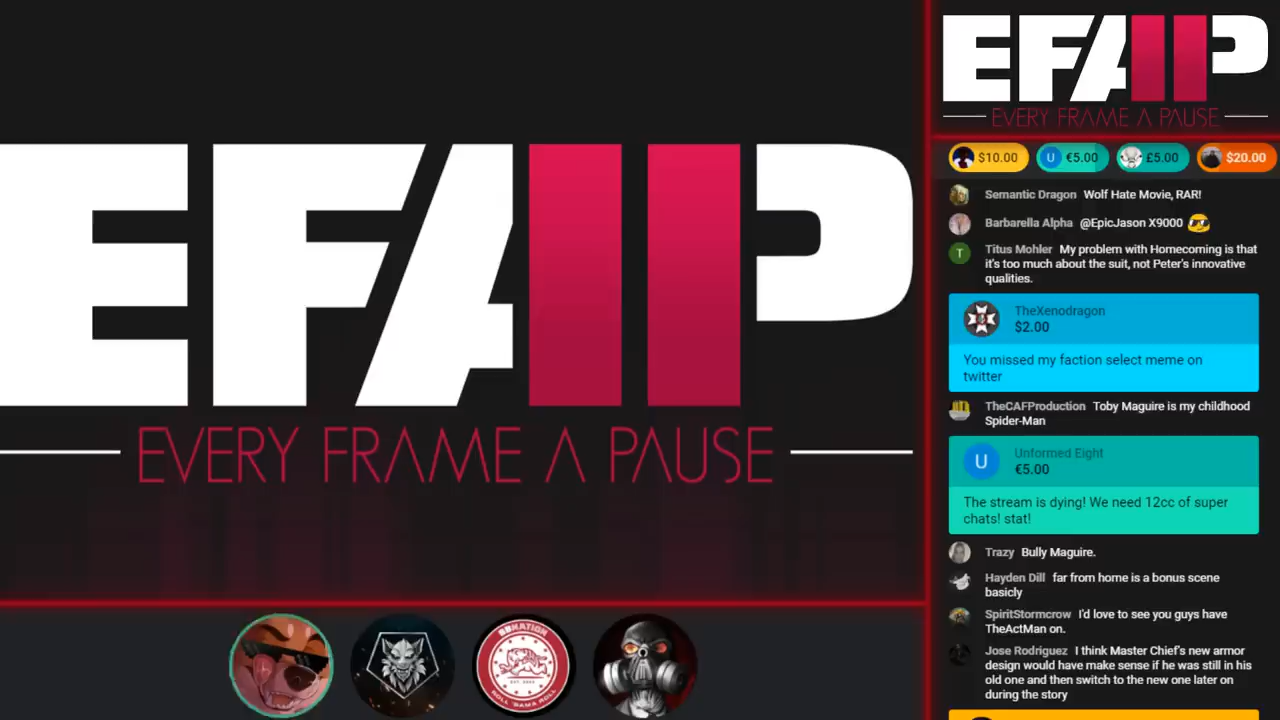 EFAP
EVERY FRAME A PAUSE
BBNATION
EST. 2003
ROLL 'BAMA ROLL
EFAP
EVERY FRAME A PAUSE
$10.00
U €5.00
£5.00
$20.00
Semantic Dragon Wolf Hate Movie, RAR!
Barbarella Alpha @EpicJason X9000
T Titus Mohler My problem with Homecoming is that
it's too much about the suit, not Peter's innovative
qualities.
TheXenodragon
$2.00
You missed my faction select meme on
twitter
TheCAFProduction Toby Maguire is my childhood
Spider-Man
U Unformed Eight
€5.00
The stream is dying! We need 12cc of super
chats! stat!
Trazy Bully Maguire.
Hayden Dill far from home is a bonus scene
basicly
SpiritStormcrow I'd love to see you guys have
TheActMan on.
Jose Rodriguez I think Master Chief's new armor
design would have make sense if he was still in his
old one and then switch to the new one later on
during the story